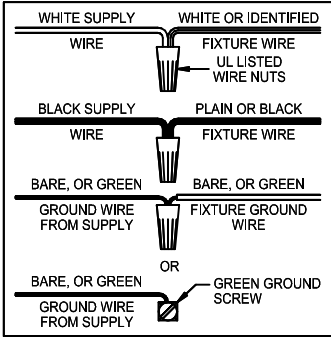 WHITE SUPPLY WIRE
WHITE OR IDENTIFIED FIXTURE WIRE
UL LISTED
WIRE NUTS
BLACK SUPPLY WIRE
PLAIN OR BLACK FIXTURE WIRE
BARE, OR GREEN
GROUND WIRE
FROM SUPPLY
BARE, OR GREEN
FIXTURE GROUND
WIRE
OR
BARE, OR GREEN
GROUND WIRE
FROM SUPPLY
GREEN GROUND
SCREW